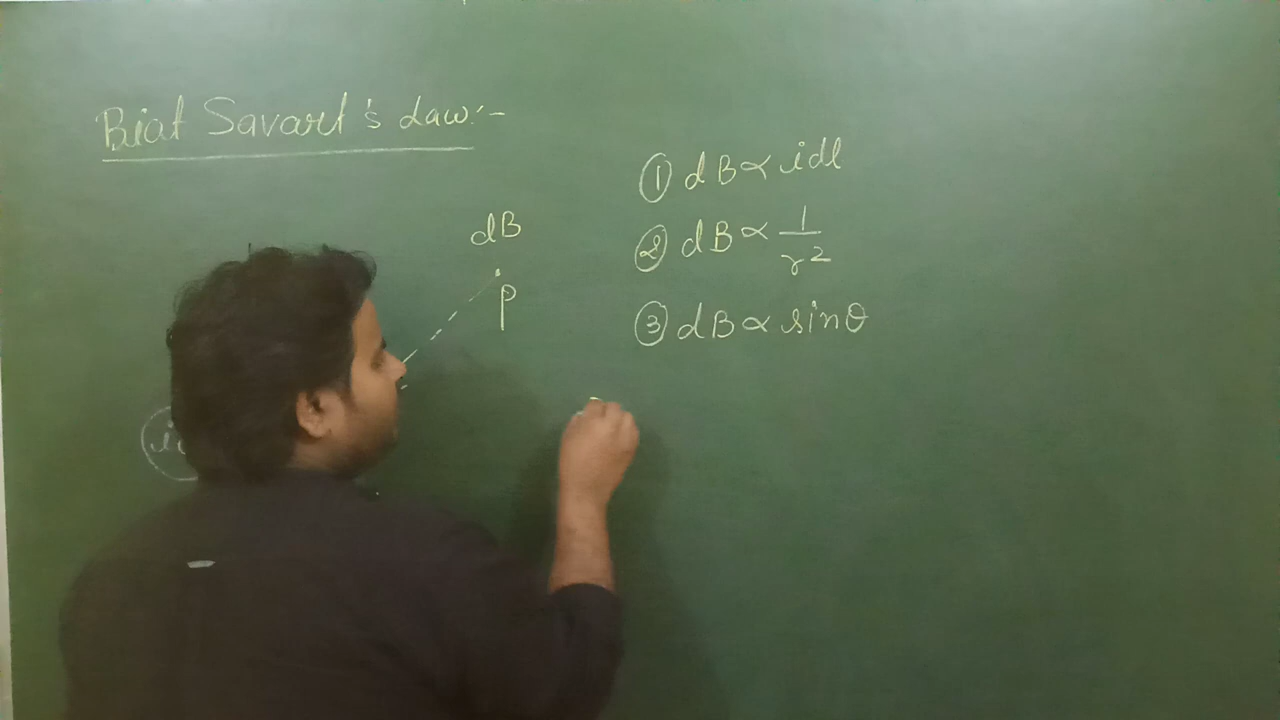 Biat Savart's Law:-
① dB ∝ idl
dB
② dB ∝ 1/r²
p
③ dB ∝ sinθ